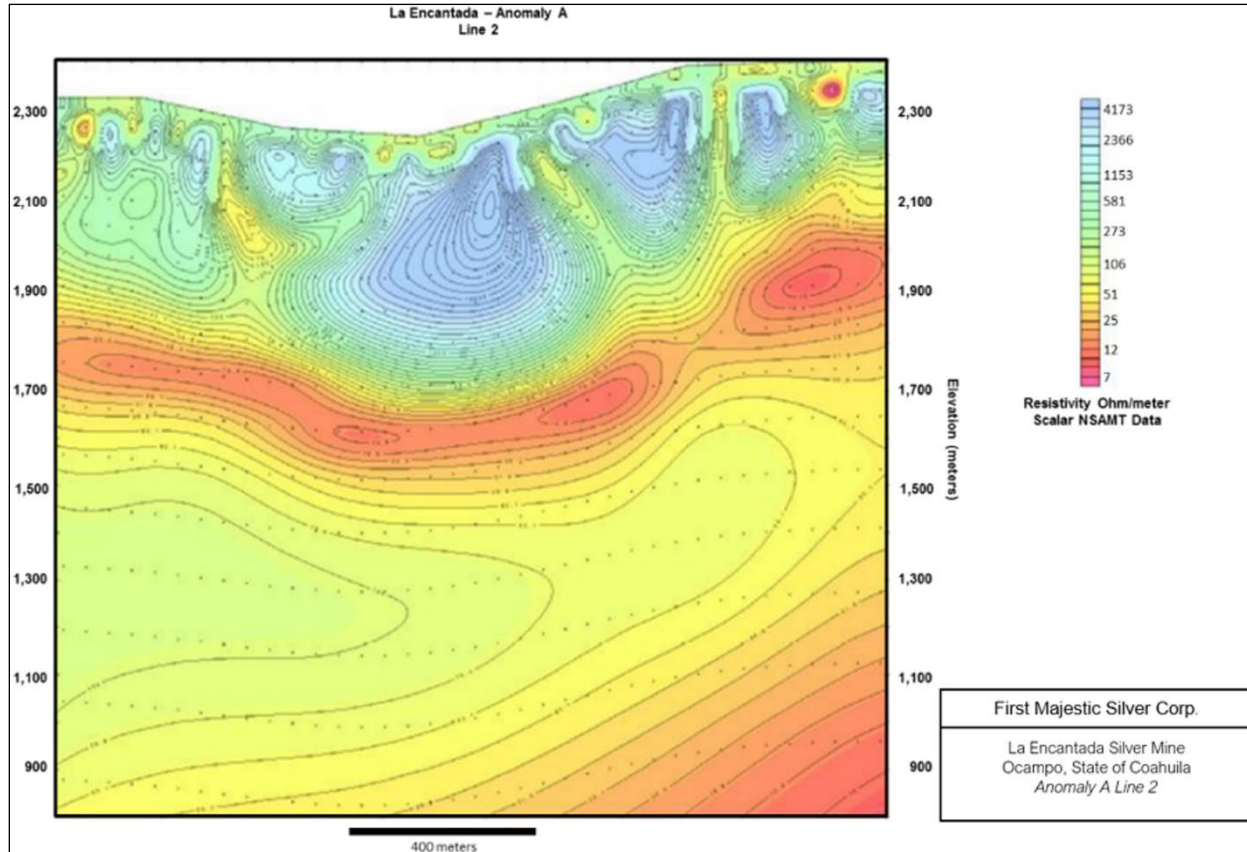 La Encantada – Anomaly A
Line 2
2,300
2,100
1,900
1,700
1,500
1,300
1,100
900
2,300
2,100
1,900
1,700
1,500
1,300
1,100
900
Elevation (meters)
4173
2366
1153
581
273
106
51
25
12
7
Resistivity Ohm/meter
Scalar NSAMT Data
400 meters
First Majestic Silver Corp.
La Encantada Silver Mine
Ocampo, State of Coahuila
Anomaly A Line 2